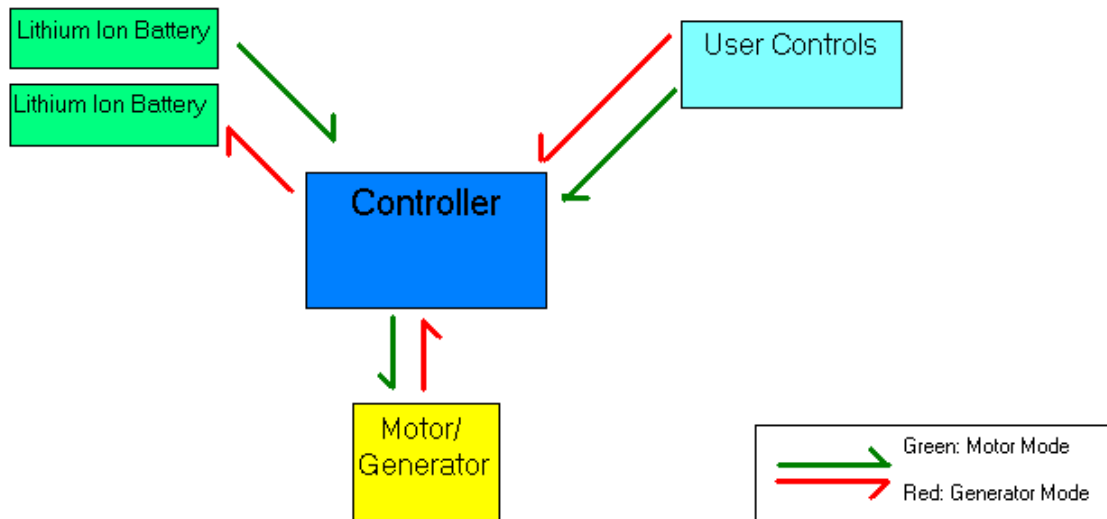 Lithium Ion Battery
Lithium Ion Battery
User Controls
Controller
Motor/
Generator
Green: Motor Mode
Red: Generator Mode